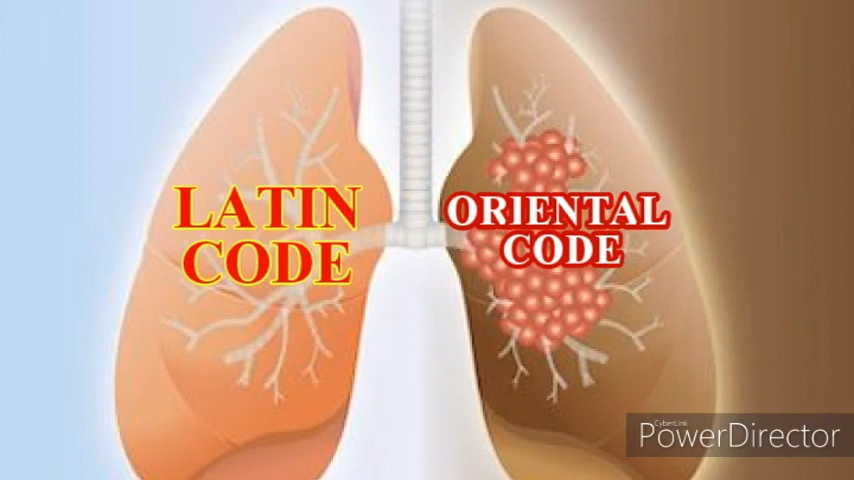 LATIN
CODE
ORIENTAL
CODE
CyberLink
PowerDirector